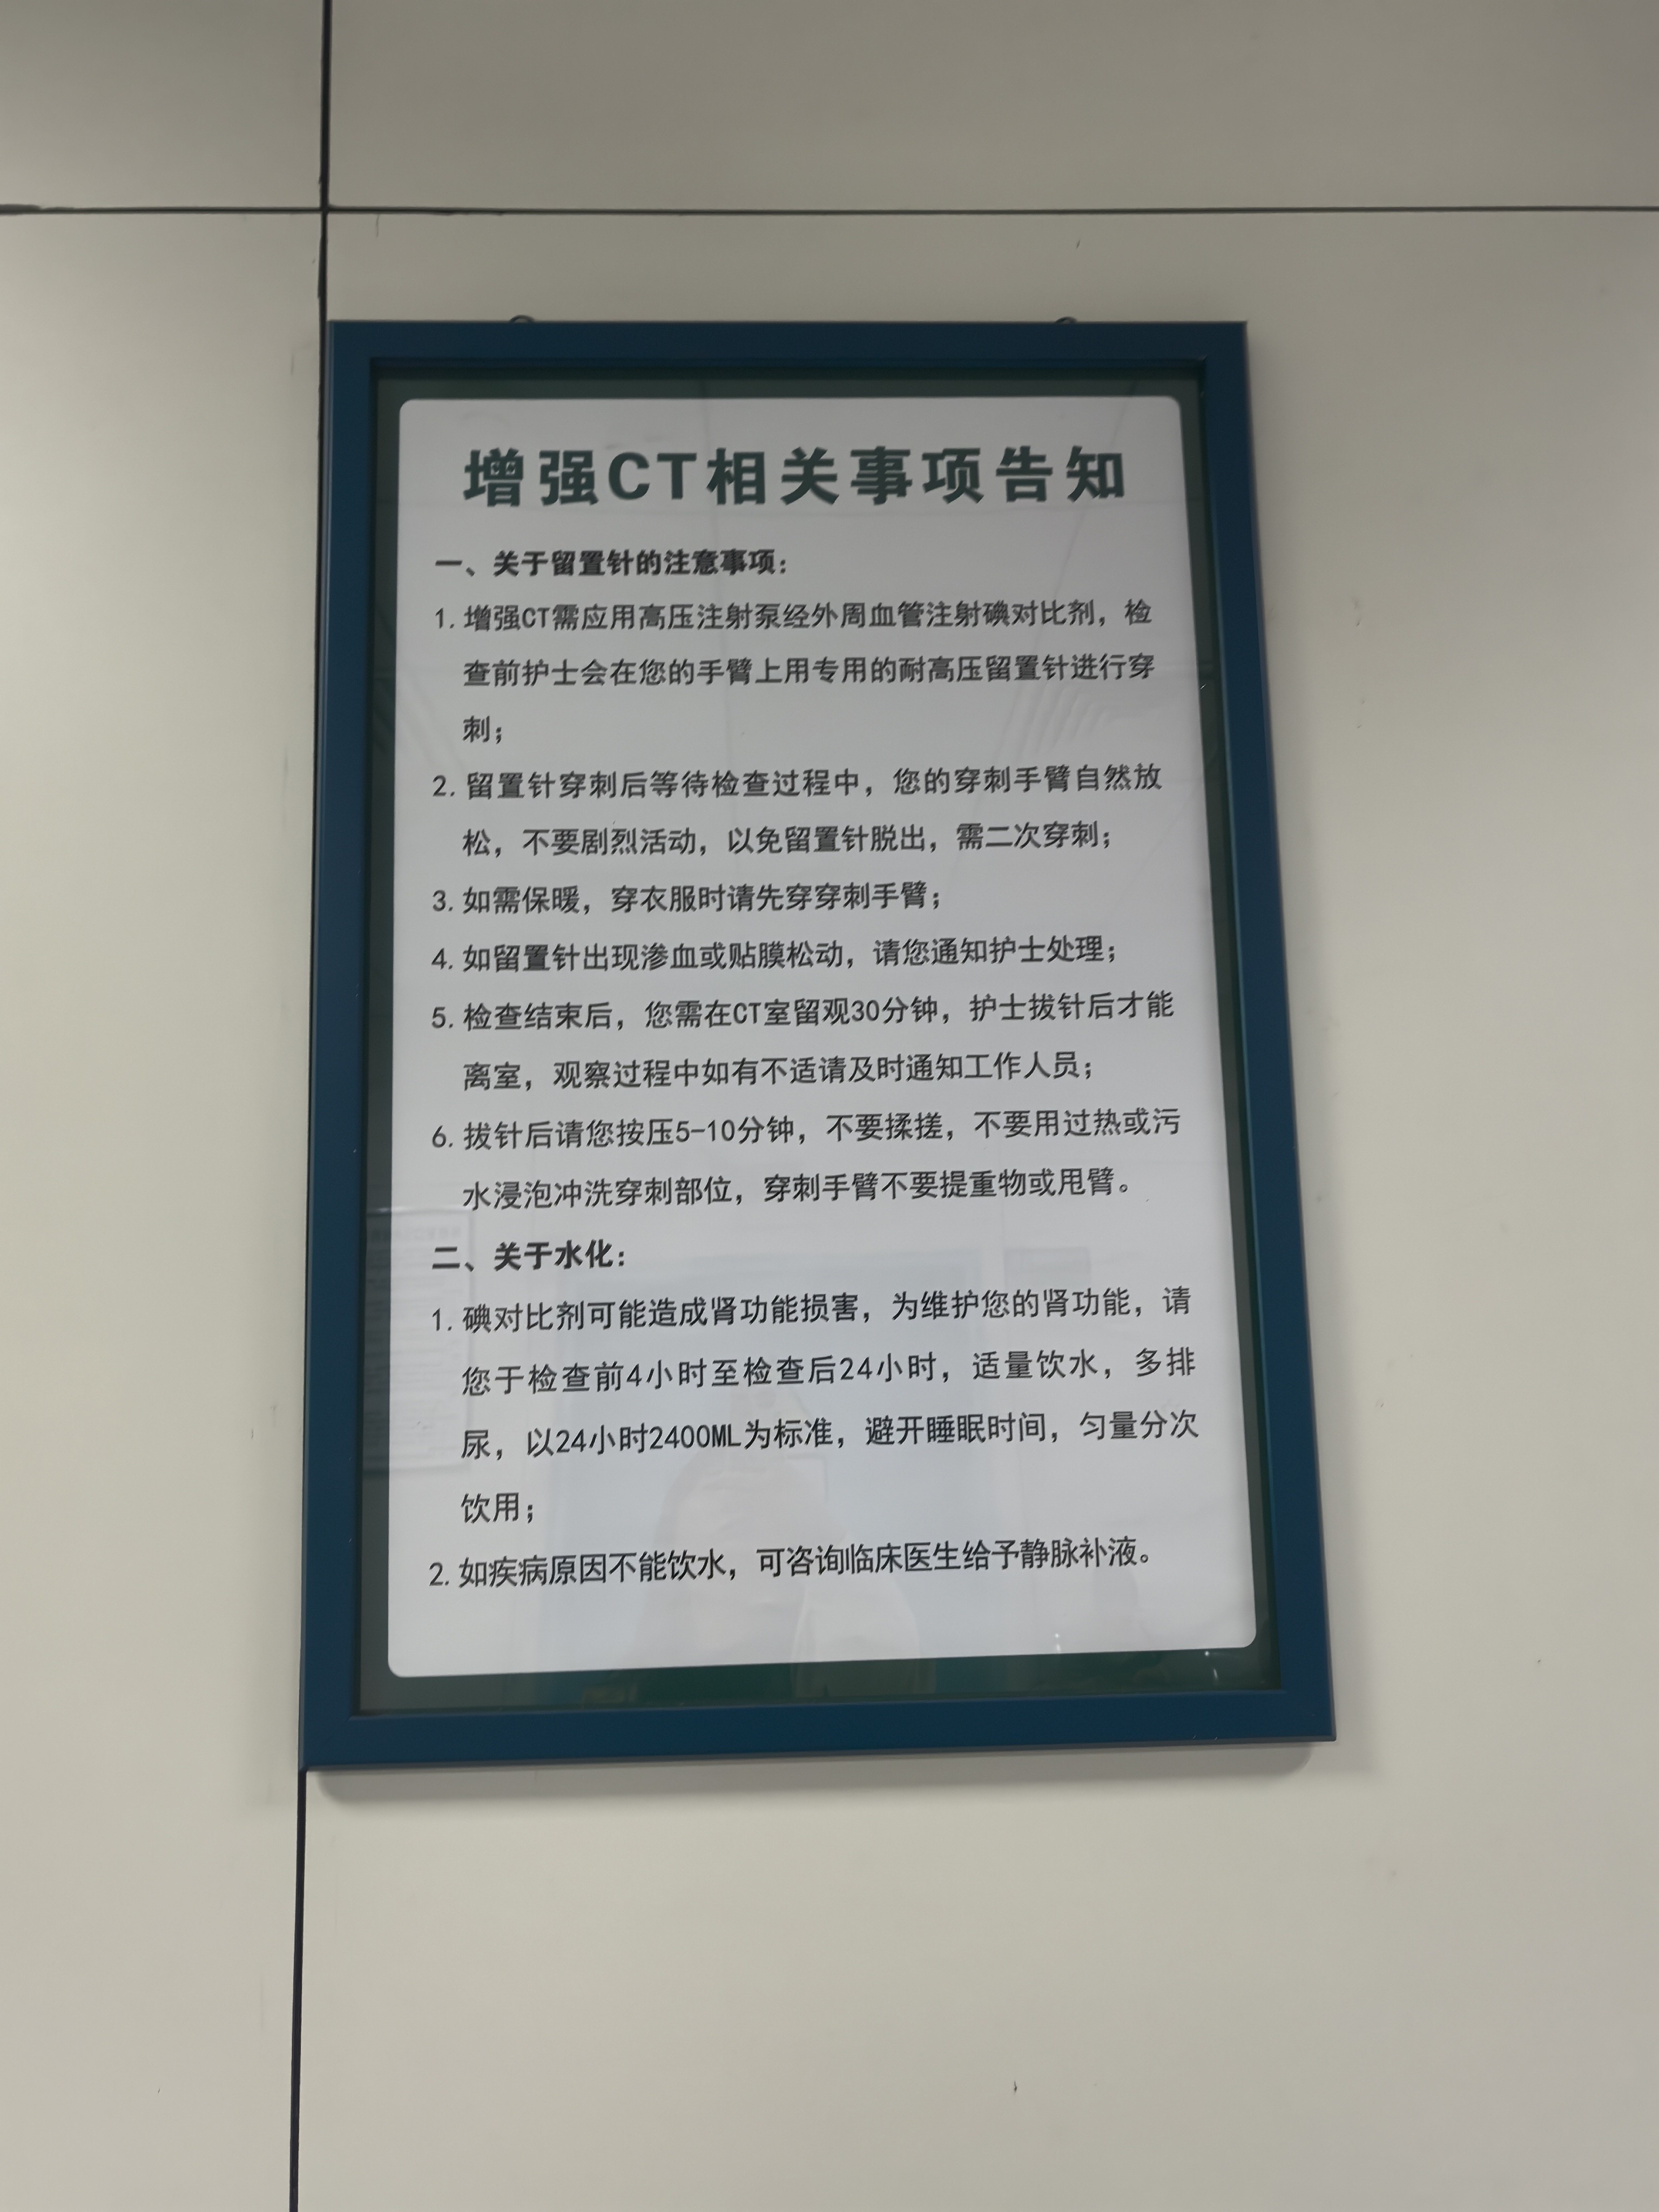 增强CT相关事项告知
一、关于留置针的注意事项：
1.增强CT需应用高压注射泵经外周血管注射碘对比剂，检
查前护士会在您的手臂上用专用的耐高压留置针进行穿
刺；
2.留置针穿刺后等待检查过程中，您的穿刺手臂自然放
松，不要剧烈活动，以免留置针脱出，需二次穿刺；
3.如需保暖，穿衣服时请先穿穿刺手臂；
4.如留置针出现渗血或贴膜松动，请您通知护士处理；
5.检查结束后，您需在CT室留观30分钟，护士拔针后才能
离室，观察过程中如有不适请及时通知工作人员；
6.拔针后请您按压5-10分钟，不要揉搓，不要用过热或污
水浸泡冲洗穿刺部位，穿刺手臂不要提重物或甩臂。
二、关于水化：
1.碘对比剂可能造成肾功能损害，为维护您的肾功能，请
您于检查前4小时至检查后24小时，适量饮水，多排
尿，以24小时2400ML为标准，避开睡眠时间，匀量分次
饮用；
2.如疾病原因不能饮水，可咨询临床医生给予静脉补液。